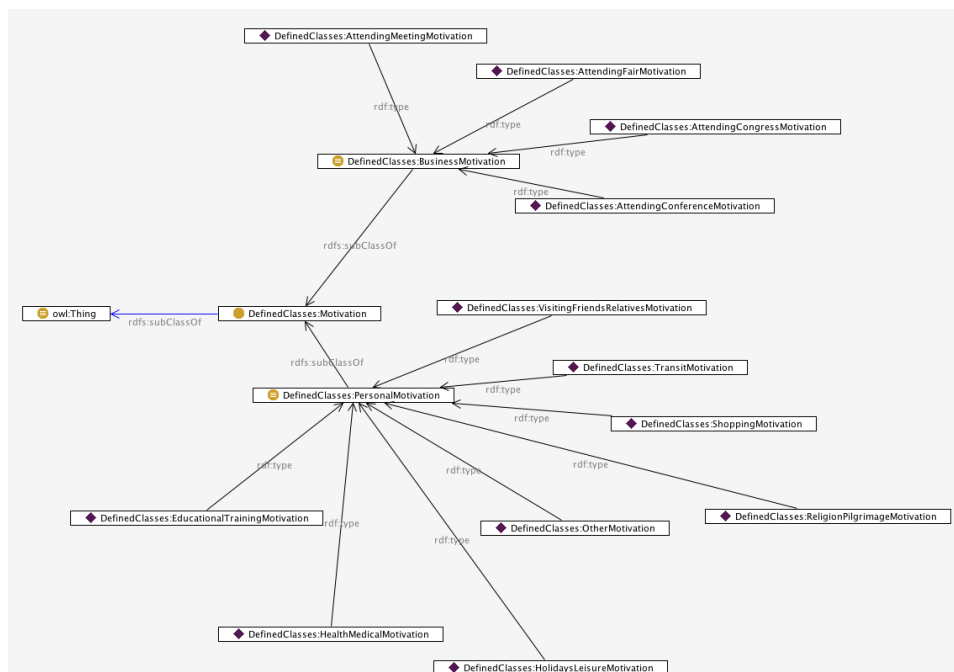 DefinedClasses:AttendingMeetingMotivation
DefinedClasses:AttendingFairMotivation
rdf:type
rdf:type
DefinedClasses:AttendingCongressMotivation
rdf:type
DefinedClasses:BusinessMotivation
rdf:type
DefinedClasses:AttendingConferenceMotivation
rdfs:subClassOf
DefinedClasses:VisitingFriendsRelativesMotivation
owl:Thing
DefinedClasses:Motivation
rdfs:subClassOf
rdfs:subClassOf
rdf:type
DefinedClasses:TransitMotivation
rdf:type
DefinedClasses:PersonalMotivation
rdf:type
DefinedClasses:ShoppingMotivation
rdf:type
rdf:type
rdf:type
DefinedClasses:EducationalTrainingMotivation
rdf:type
DefinedClasses:OtherMotivation
DefinedClasses:ReligionPilgrimageMotivation
rdf:type
DefinedClasses:HealthMedicalMotivation
DefinedClasses:HolidaysLeisureMotivation